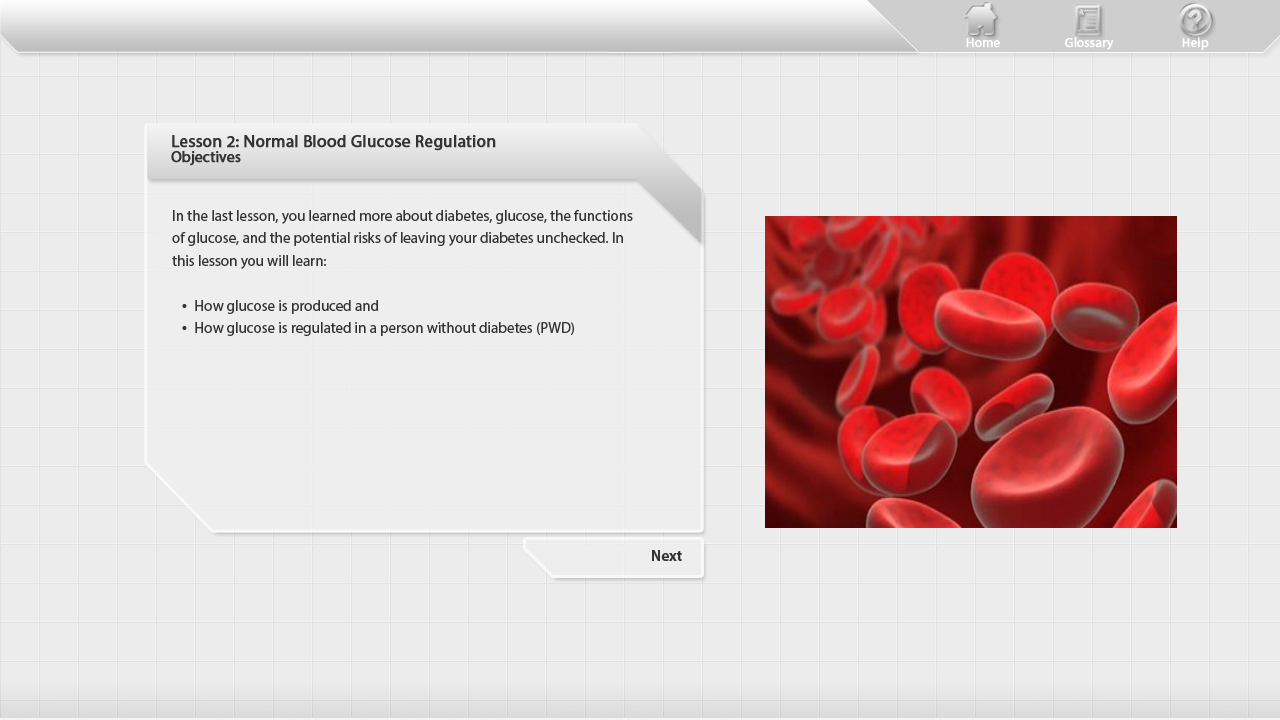 Home
Glossary
Help
Lesson 2: Normal Blood Glucose Regulation
Objectives
In the last lesson, you learned more about diabetes, glucose, the functions
of glucose, and the potential risks of leaving your diabetes unchecked. In
this lesson you will learn:
• How glucose is produced and
• How glucose is regulated in a person without diabetes (PWD)
Next